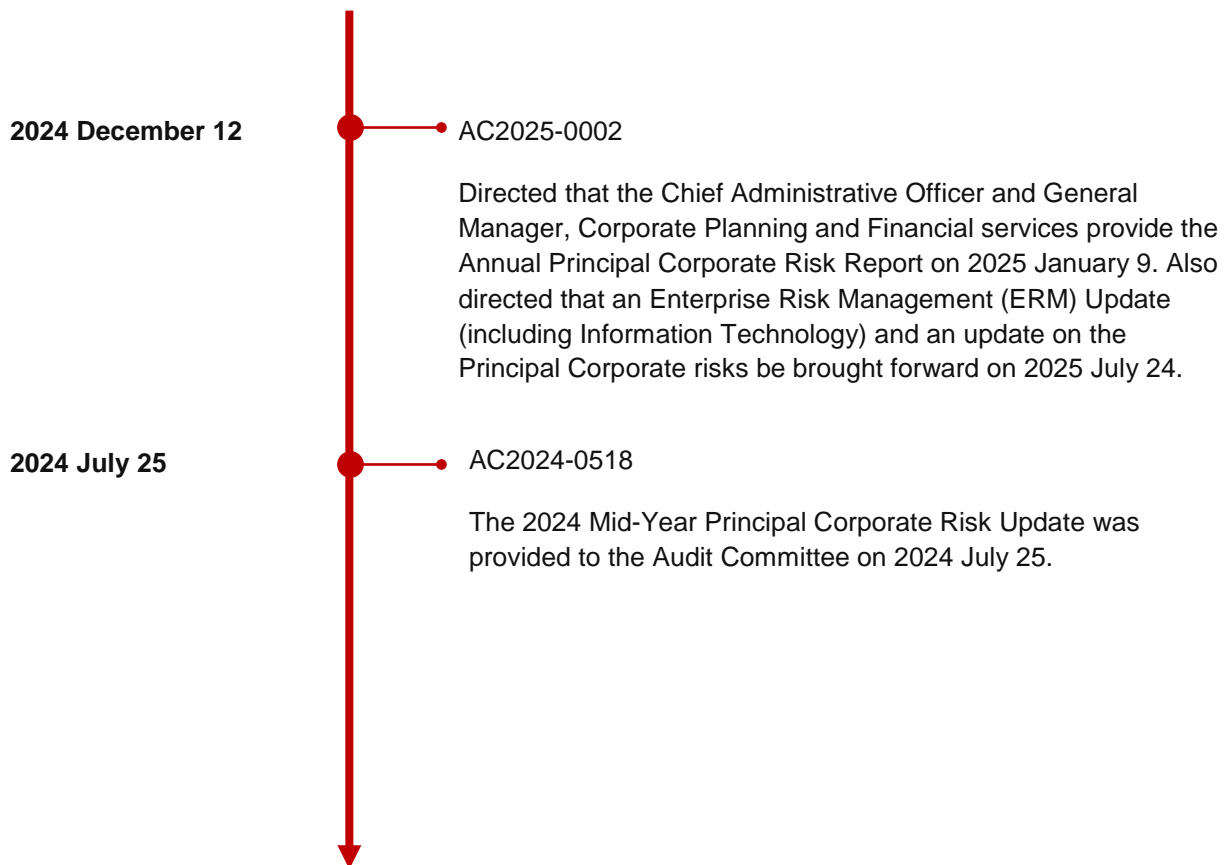 2024 December 12
AC2025-0002
Directed that the Chief Administrative Officer and General
Manager, Corporate Planning and Financial services provide the
Annual Principal Corporate Risk Report on 2025 January 9. Also
directed that an Enterprise Risk Management (ERM) Update
(including Information Technology) and an update on the
Principal Corporate risks be brought forward on 2025 July 24.
2024 July 25
AC2024-0518
The 2024 Mid-Year Principal Corporate Risk Update was
provided to the Audit Committee on 2024 July 25.